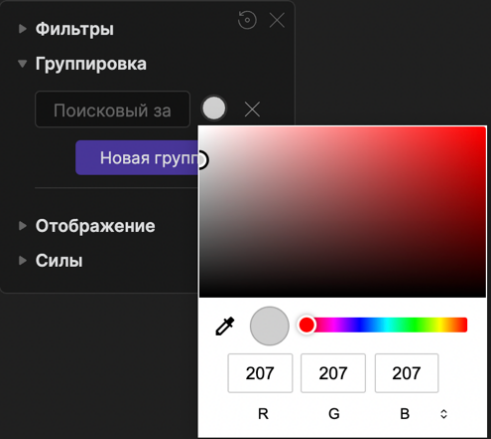 Фильтры
Группировка
Поисковый за
Новая групп
Отображение
Силы
207 207 207
R G B